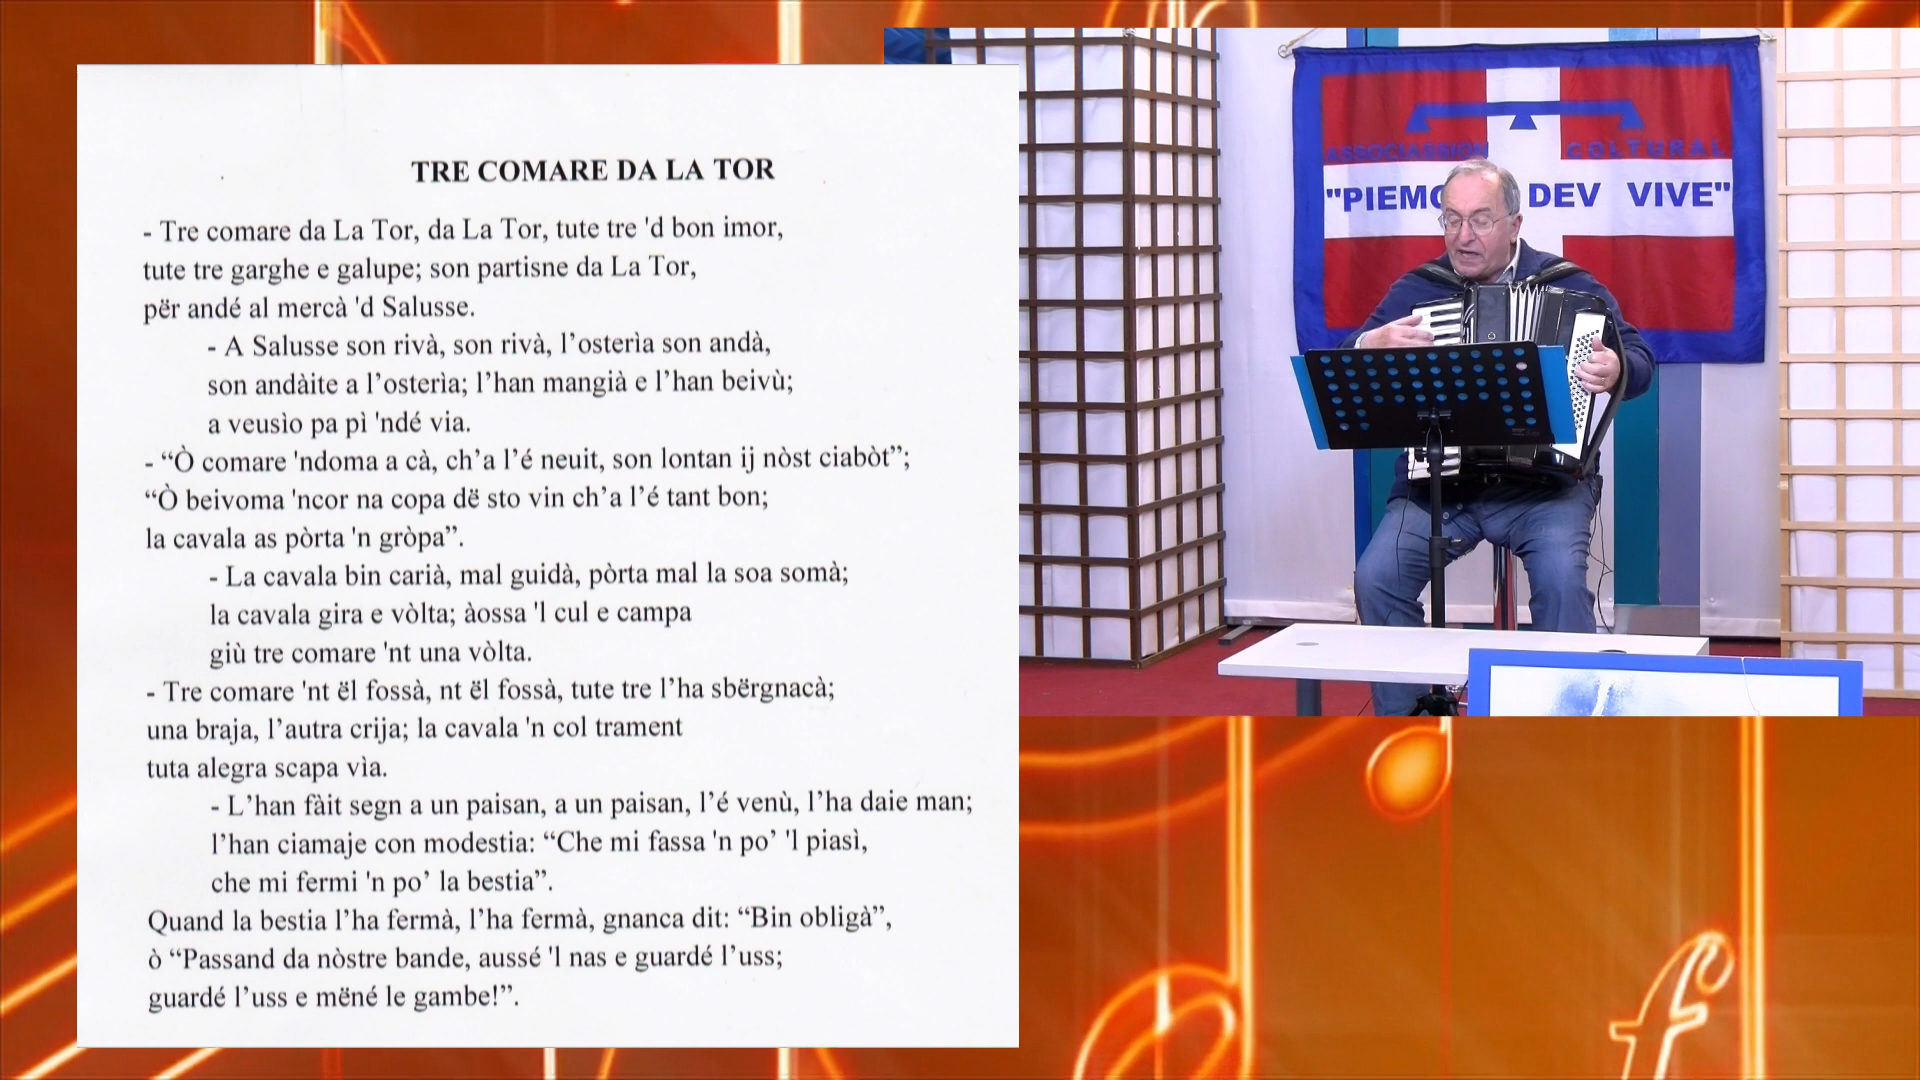 TRE COMARE DA LA TOR
- Tre comare da La Tor, da La Tor, tute tre 'd bon imor,
tute tre garghe e galupe; son partisne da La Tor,
për andé al mercà 'd Salusse.
- A Salusse son rivà, son rivà, l’osterìa son andà,
son andàite a l’osterìa; l’han mangià e l’han beivù;
a veusìo pa pì 'ndé via.
- “Ò comare 'ndoma a cà, ch’a l’é neuit, son lontan ij nòst ciabòt”;
“Ò beivoma 'ncor na copa dë sto vin ch’a l’é tant bon;
la cavala as pòrta 'n gròpa”.
- La cavala bin carià, mal guidà, pòrta mal la soa somà;
la cavala gira e vòlta; àossa 'l cul e campa
giù tre comare 'nt una vòlta.
- Tre comare 'nt ël fossà, nt ël fossà, tute tre l’ha sbërgnacà;
una braja, l’autra crija; la cavala 'n col trament
tuta alegra scapa vìa.
- L’han fàit segn a un paisan, a un paisan, l’é venù, l’ha daie man;
l’han ciamaje con modestia: “Che mi fassa 'n po’ 'l piasì,
che mi fermi 'n po’ la bestia”.
Quand la bestia l’ha fermà, l’ha fermà, gnanca dit: “Bin obligà”,
ò “Passand da nòstre bande, aussé 'l nas e guardé l’uss;
guardé l’uss e mëné le gambe!”.
ASSOCIASSION COLTURAL
"PIEMO DEV VIVE"